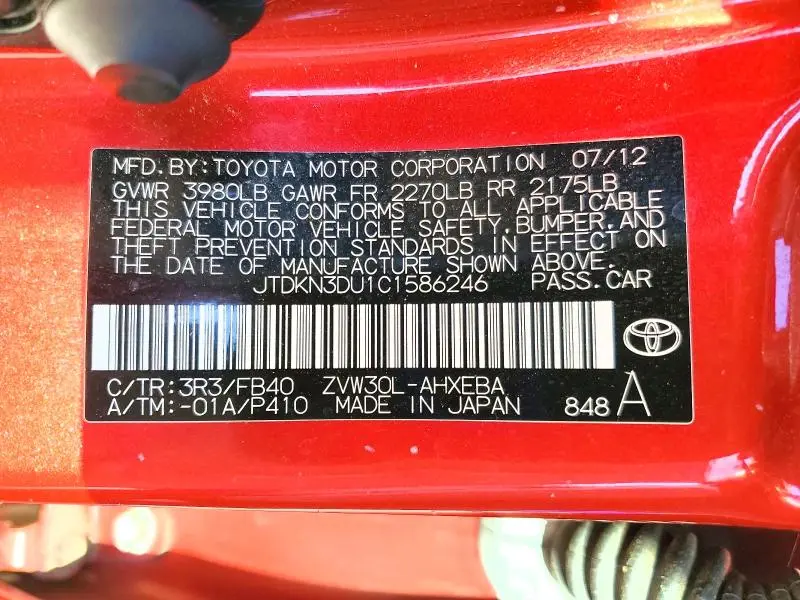 MFD. BY: TOYOTA MOTOR CORPORATION 07/12
GVWR 3980LB GAWR FR 2270LB RR 2175LB
THIS VEHICLE CONFORMS TO ALL APPLICABLE
FEDERAL MOTOR VEHICLE SAFETY, BUMPER, AND
THEFT PREVENTION STANDARDS IN EFFECT ON
THE DATE OF MANUFACTURE SHOWN ABOVE.
JTDKN3DU1C1586246 PASS. CAR
C/TR: 3R3/FB40 ZVW30L-AHXEBA
A/TM: -01A/P410 MADE IN JAPAN 848 A